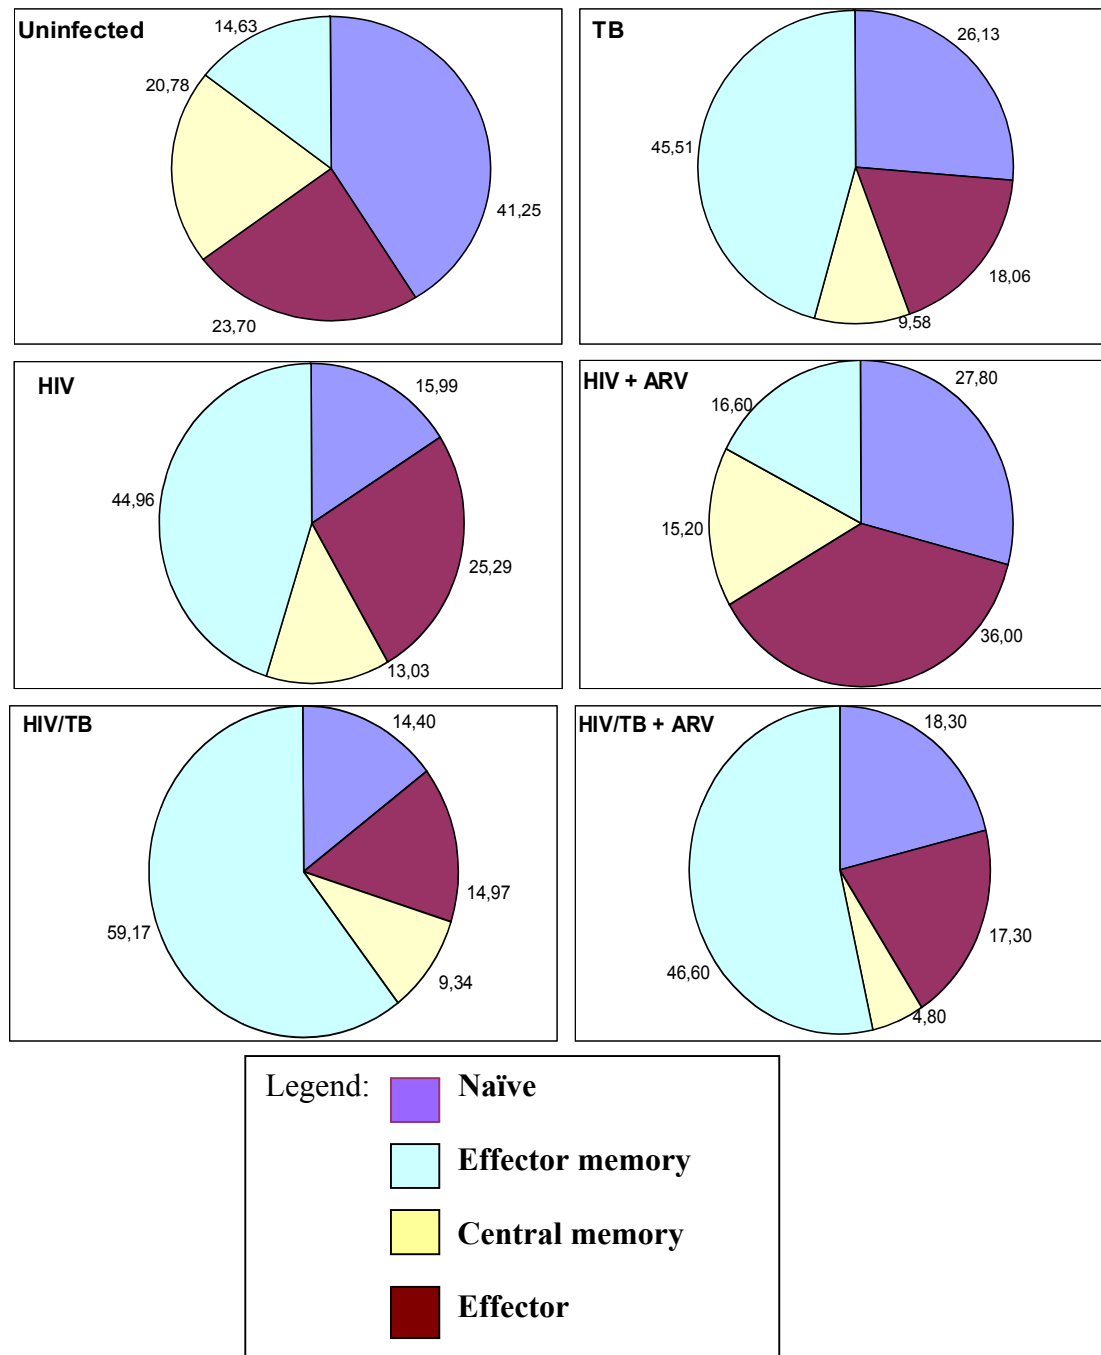 Uninfected
14,63
20,78
41,25
23,70
TB
26,13
45,51
18,06
9,58
HIV
15,99
44,96
25,29
13,03
HIV + ARV
27,80
16,60
15,20
36,00
HIV/TB
14,40
14,97
59,17
9,34
HIV/TB + ARV
18,30
17,30
46,60
4,80
Legend:
Naïve
Effector memory
Central memory
Effector